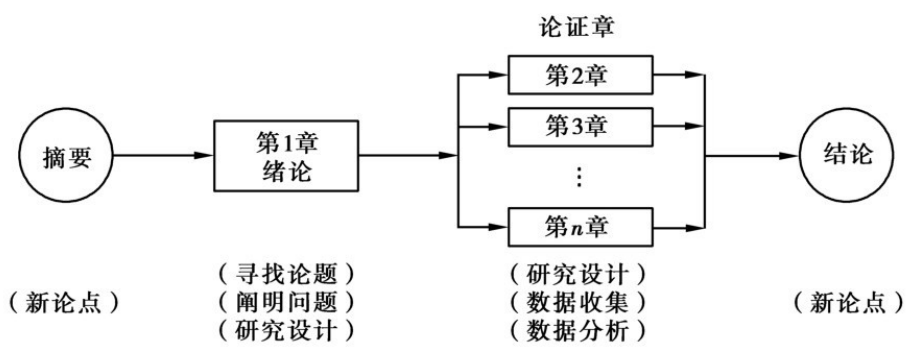 论证章
第2章
第3章
⋮
第n章
摘要
第1章
绪论
结论
（新论点）
（寻找论题）
（阐明问题）
（研究设计）
（研究设计）
（数据收集）
（数据分析）
（新论点）